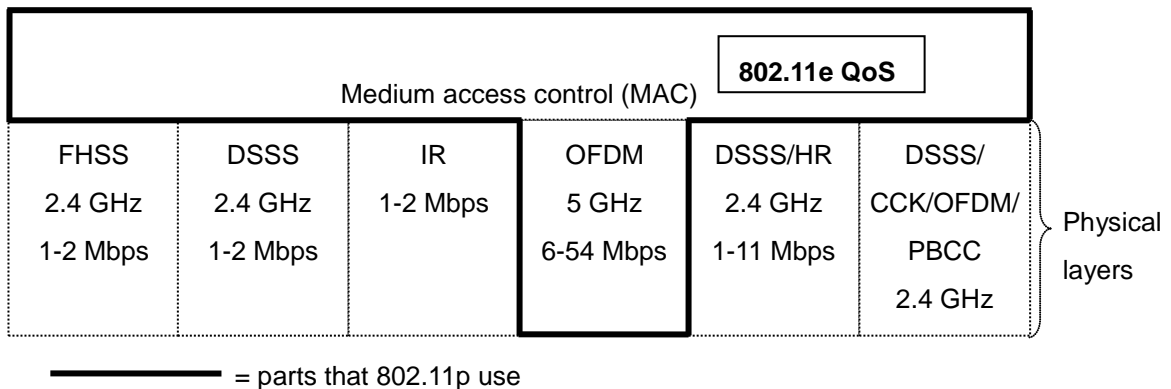 802.11e QoS
Medium access control (MAC)
FHSS
2.4 GHz
1-2 Mbps
DSSS
2.4 GHz
1-2 Mbps
IR
1-2 Mbps
OFDM
5 GHz
6-54 Mbps
DSSS/HR
2.4 GHz
1-11 Mbps
DSSS/
CCK/OFDM/
PBCC
2.4 GHz
Physical
layers
= parts that 802.11p use